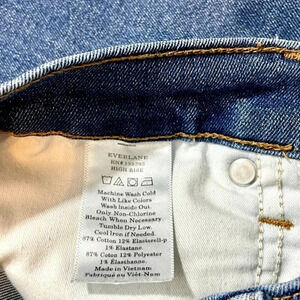 EVERLANE
HIGH RISE
Machine Wash Cold
With Like Colors
Wash Inside Out.
Only Non-Chlorine
Bleach When Necessary
Tumble Dry Low.
Cool Iron if Needed.
87% Cotton 12% Elasterell-p
1% Elastane.
87% Cotton 12% Polyester
1% Elasthanne.
Made in Vietnam
Fabriqué au Viêt-Nam